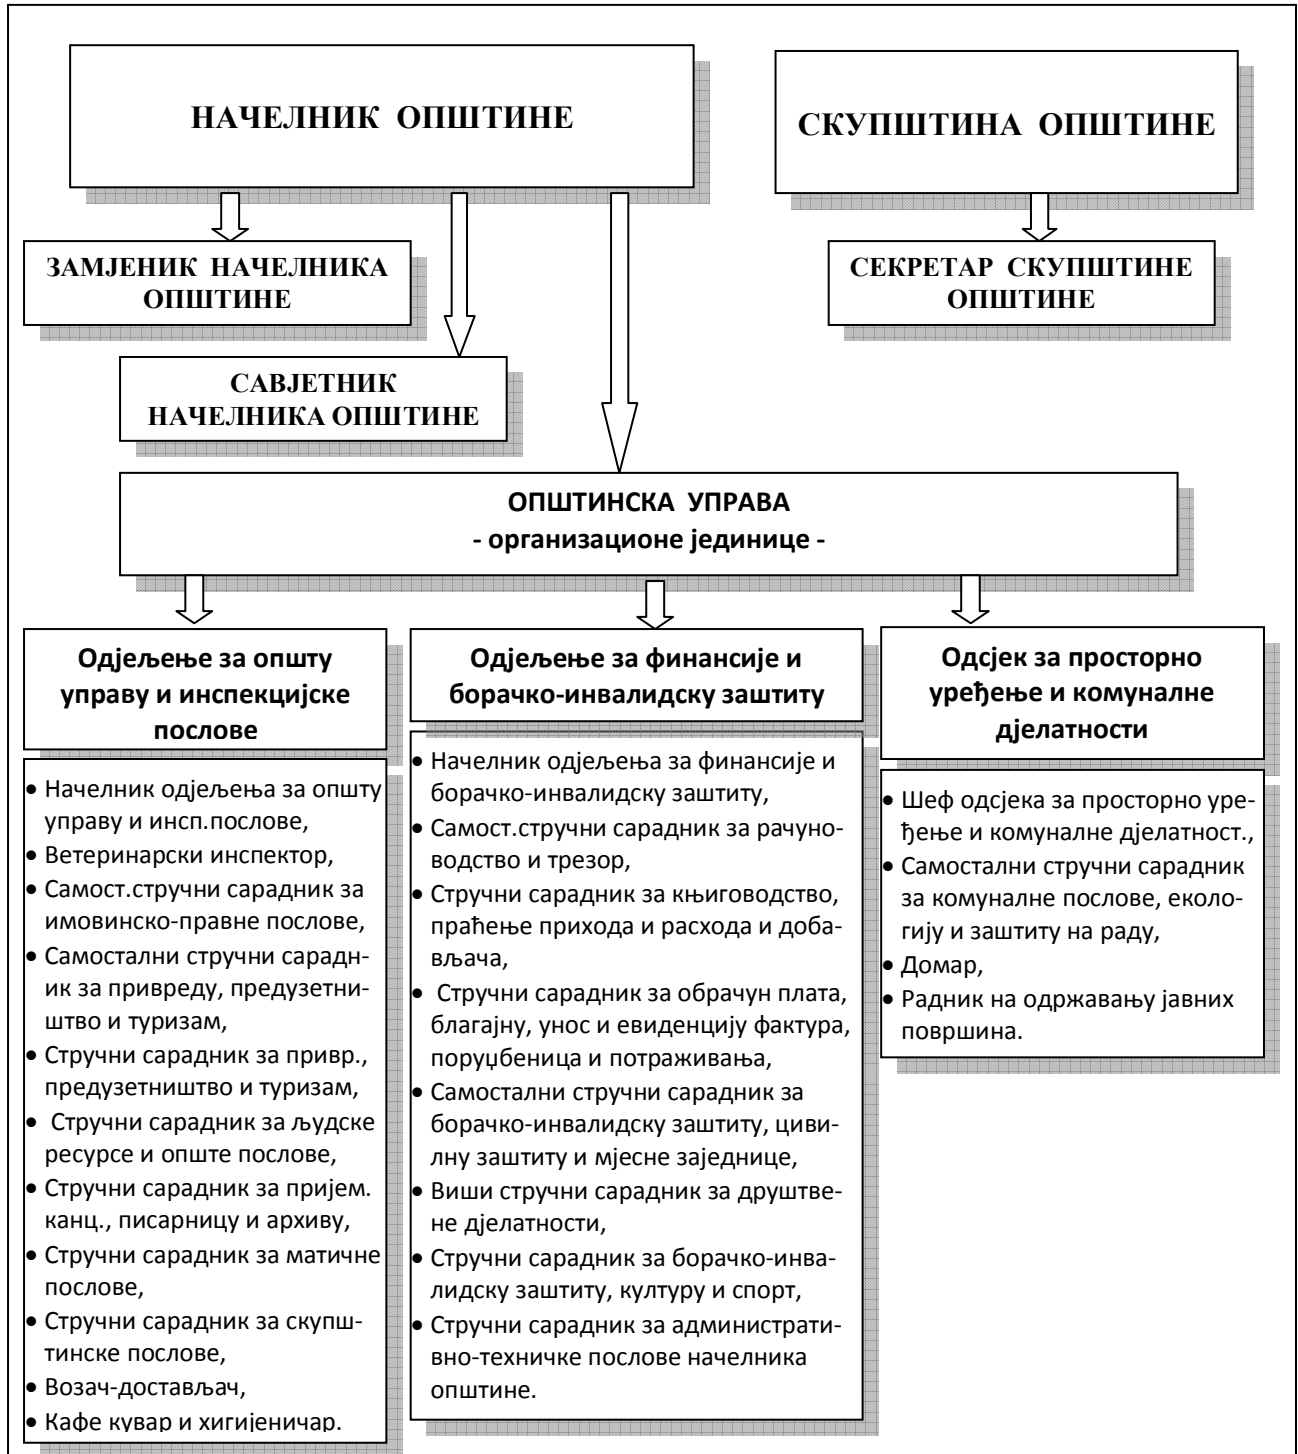 НАЧЕЛНИК ОПШТИНЕ
СКУПШТИНА ОПШТИНЕ
ЗАМЈЕНИК НАЧЕЛНИКА
ОПШТИНЕ
СЕКРЕТАР СКУПШТИНЕ
ОПШТИНЕ
САВЈЕТНИК
НАЧЕЛНИКА ОПШТИНЕ
ОПШТИНСКА УПРАВА
- организационе јединице -
Одјељење за општу
управу и инспекцијске
послове
• Начелник одјељења за општу
управу и инсп.послове,
• Ветеринарски инспектор,
• Самост.стручни сарадник за
имовинско-правне послове,
• Самостални стручни сарадн-
ик за привреду, предузетни-
штво и туризам,
• Стручни сарадник за привр.,
предузетништво и туризам,
• Стручни сарадник за људске
ресурсе и опште послове,
• Стручни сарадник за пријем.
канц., писарницу и архиву,
• Стручни сарадник за матичне
послове,
• Стручни сарадник за скупш-
тинске послове,
• Возач-достављач,
• Кафе кувар и хигијеничар.
Одјељење за финансије и
борачко-инвалидску заштиту
• Начелник одјељења за финансије и
борачко-инвалидску заштиту,
• Самост.стручни сарадник за рачуно-
водство и трезор,
• Стручни сарадник за књиговодство,
праћење прихода и расхода и доба-
вљача,
• Стручни сарадник за обрачун плата,
благајну, унос и евиденцију фактура,
поруџбеница и потраживања,
• Самостални стручни сарадник за
борачко-инвалидску заштиту, циви-
лну заштиту и мјесне заједнице,
• Виши стручни сарадник за друштве-
не дјелатности,
• Стручни сарадник за борачко-инва-
лидску заштиту, културу и спорт,
• Стручни сарадник за административ-
но-техничке послове начелника
општине.
Одсјек за просторно
уређење и комуналне
дјелатности
• Шеф одсјека за просторно уре-
ђење и комуналне дјелатност.,
• Самостални стручни сарадник
за комуналне послове, еколо-
гију и заштиту на раду,
• Домар,
• Радник на одржавању јавних
површина.